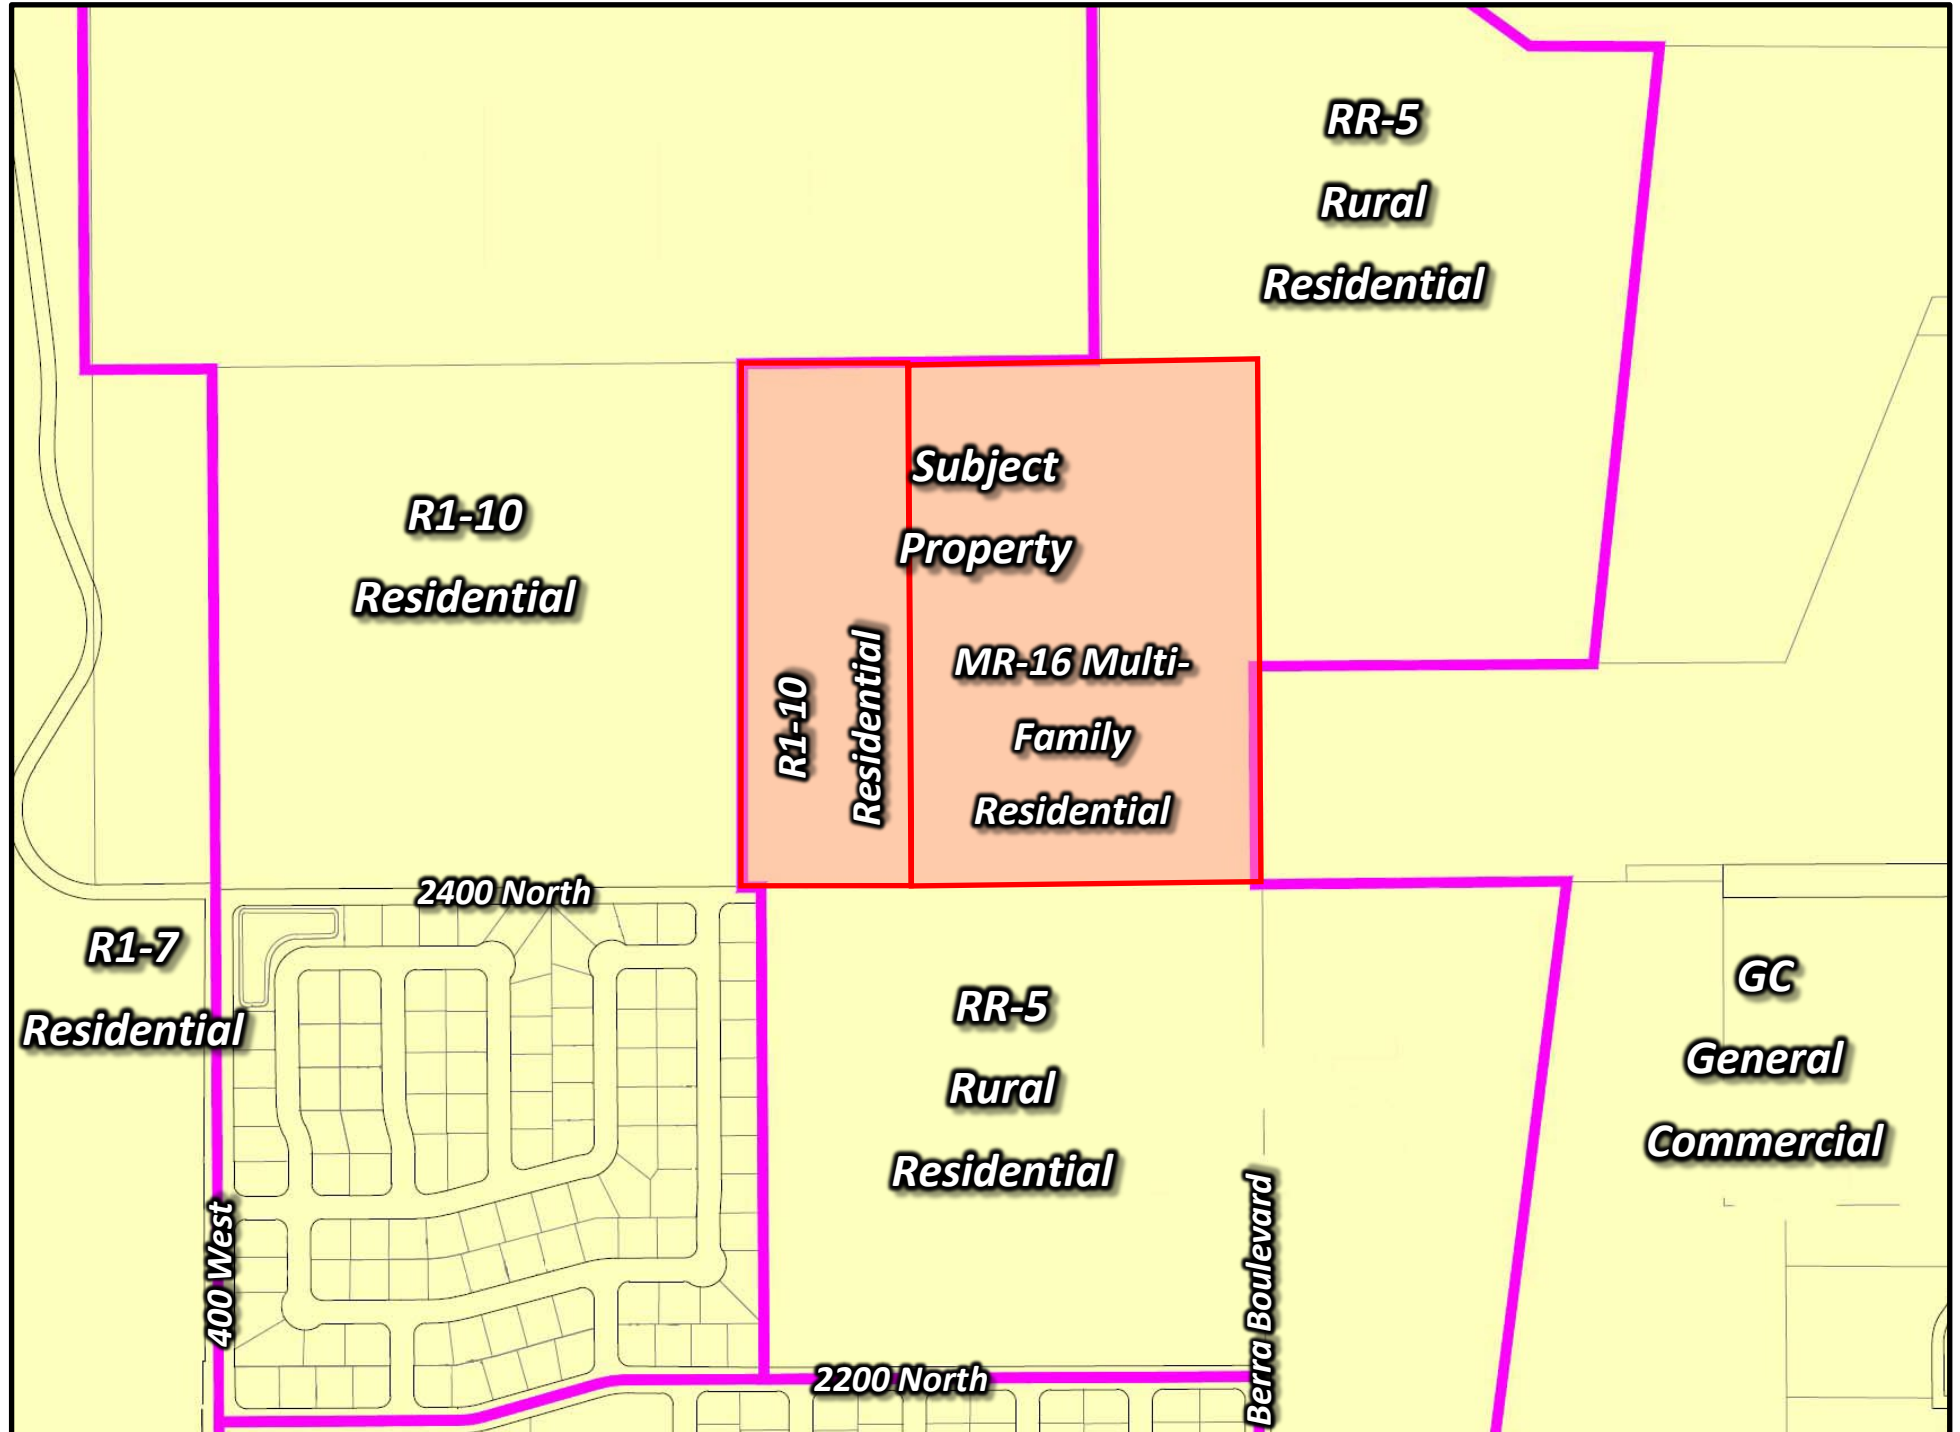 RR-5
Rural
Residential
R1-10
Residential
Subject
Property
R1-10
Residential
MR-16 Multi-
Family
Residential
2400 North
R1-7
Residential
RR-5
Rural
Residential
GC
General
Commercial
400 West
2200 North
Berra Boulevard